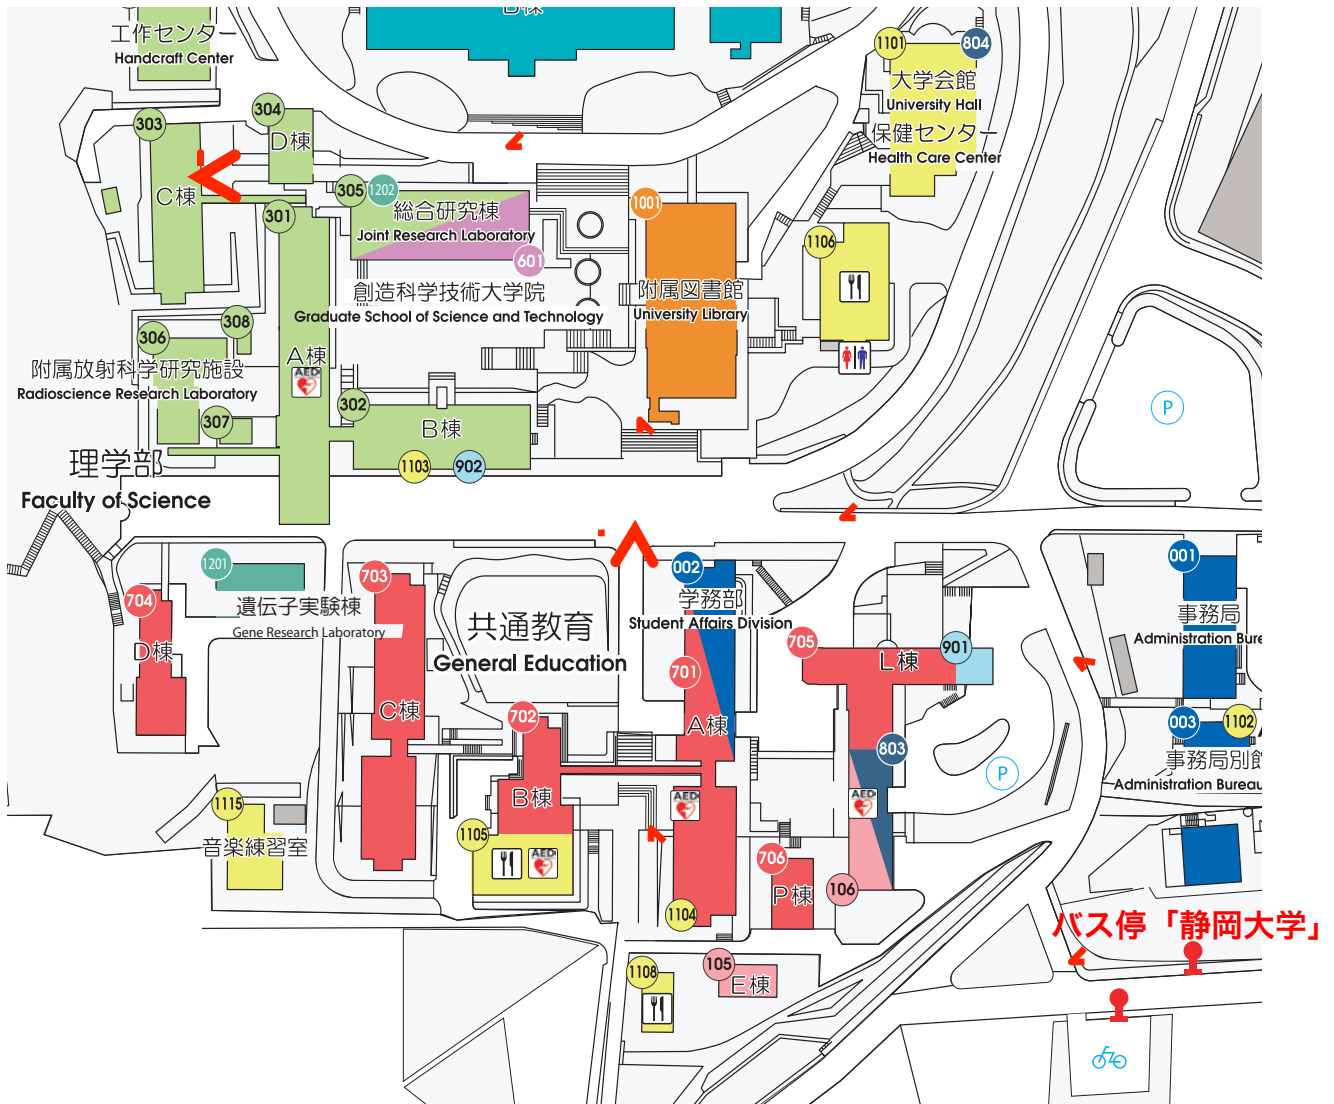 B棟
工作センター
Handcraft Center
1101
804
大学会館
University Hall
保健センター
Health Care Center
303
304
D棟
C棟
305
1202
総合研究棟
Joint Research Laboratory
601
301
1001
1106
創造科学技術大学院
Graduate School of Science and Technology
附属図書館
University Library
306
308
附属放射科学研究施設
Radioscience Research Laboratory
A棟
AED
307
302
B棟
1103
902
P
理学部
Faculty of Science
1201
遺伝子実験棟
Gene Research Laboratory
704
D棟
703
C棟
共通教育
General Education
002
学務部
Student Affairs Division
701
A棟
702
B棟
705
L棟
901
001
事務局
Administration Bure
003
1102
事務局別館
Administration Bureau
803
P
AED
AED
1115
音楽練習室
1105
AED
706
P棟
106
1104
バス停「静岡大学」
1108
105
E棟